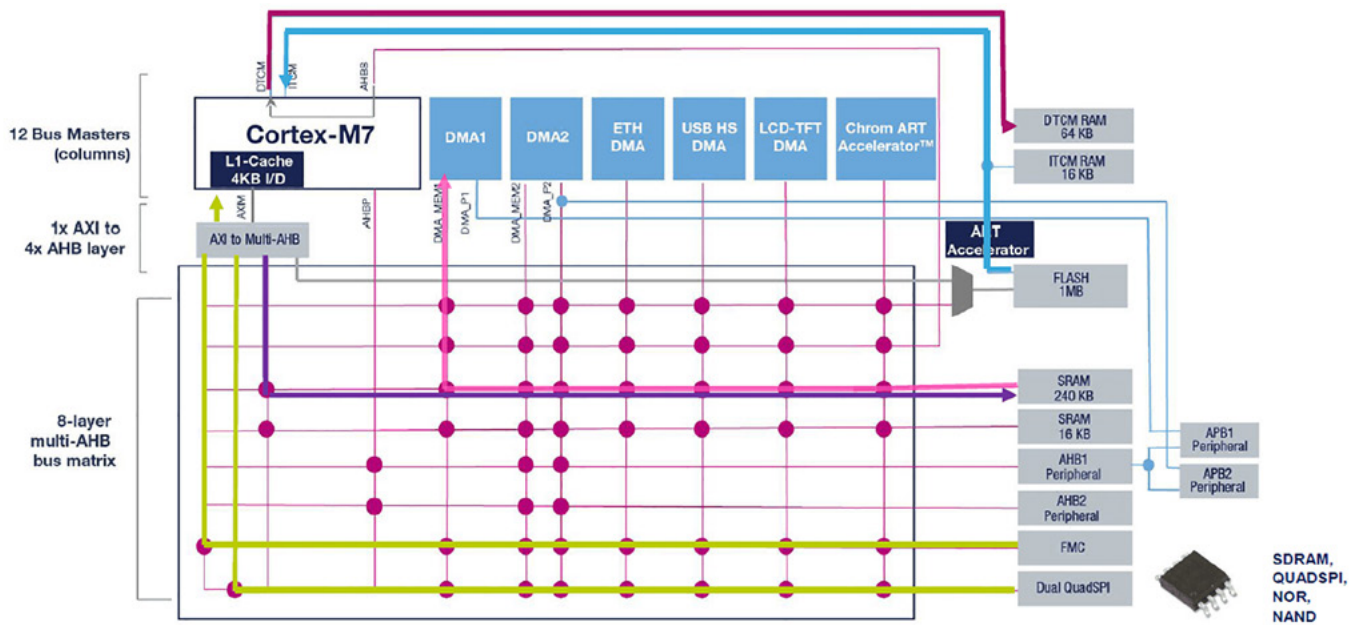 12 Bus Masters
(columns)
1x AXI to
4x AHB layer
8-layer
multi-AHB
bus matrix
DTCM
ITCM
AHBS
Cortex-M7
L1-Cache
4KB I/D
AXIM
AHBP
AXI to Multi-AHB
DMA1
DMA2
ETH
DMA
USB HS
DMA
LCD-TFT
DMA
Chrom ART
Accelerator™
DMA_P1
DMA_MEM2
DMA_P2
DTCM RAM
64 KB
ITCM RAM
16 KB
ART
Accelerator
FLASH
1MB
SRAM
240 KB
SRAM
16 KB
AHB1
Peripheral
AHB2
Peripheral
FMC
Dual QuadSPI
APB1
Peripheral
APB2
Peripheral
SDRAM,
QUADSPI,
NOR,
NAND